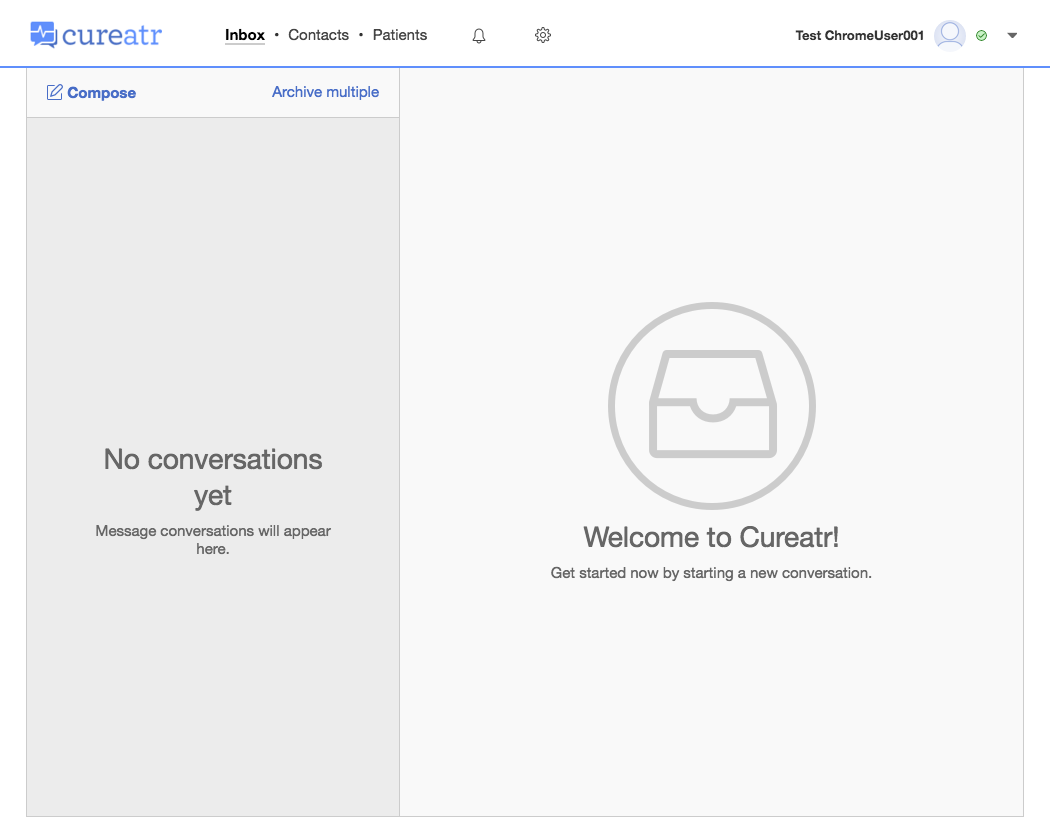 cureatr
Inbox • Contacts • Patients
Test ChromeUser001
Compose
Archive multiple
No conversations
yet
Message conversations will appear
here.
Welcome to Cureatr!
Get started now by starting a new conversation.